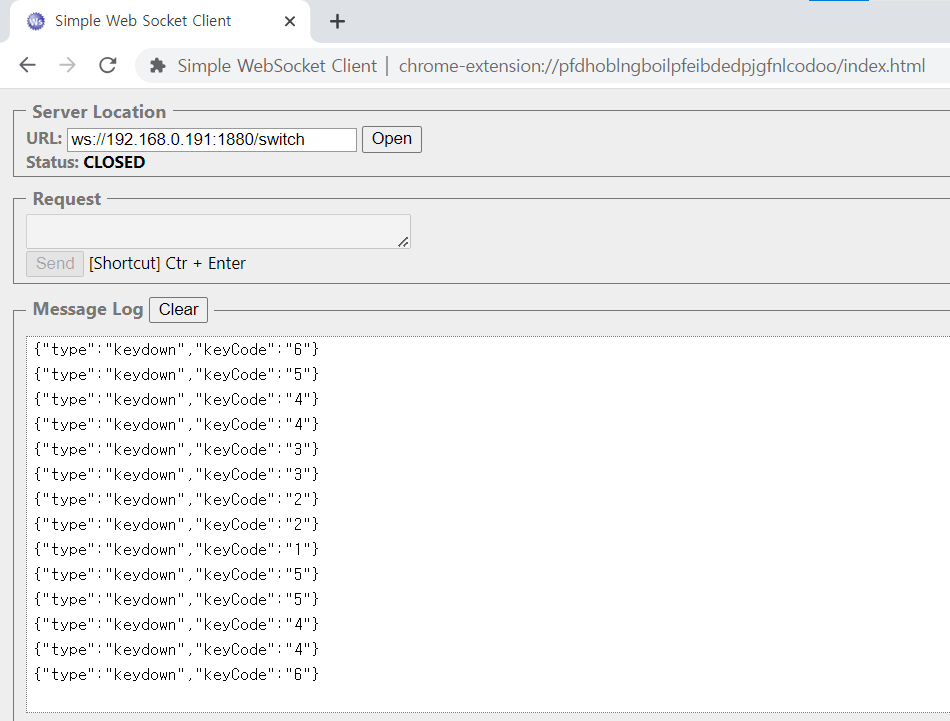 Ws Simple Web Socket Client
Simple WebSocket Client | chrome-extension://pfdhoblngboilpfeibdedpjgfnlcodoo/index.html
Server Location
URL: ws://192.168.0.191:1880/switch Open
Status: CLOSED
Request
Send [Shortcut] Ctr + Enter
Message Log Clear
{"type":"keydown","keyCode":"6"}
{"type":"keydown","keyCode":"5"}
{"type":"keydown","keyCode":"4"}
{"type":"keydown","keyCode":"4"}
{"type":"keydown","keyCode":"3"}
{"type":"keydown","keyCode":"3"}
{"type":"keydown","keyCode":"2"}
{"type":"keydown","keyCode":"2"}
{"type":"keydown","keyCode":"1"}
{"type":"keydown","keyCode":"5"}
{"type":"keydown","keyCode":"5"}
{"type":"keydown","keyCode":"4"}
{"type":"keydown","keyCode":"4"}
{"type":"keydown","keyCode":"6"}